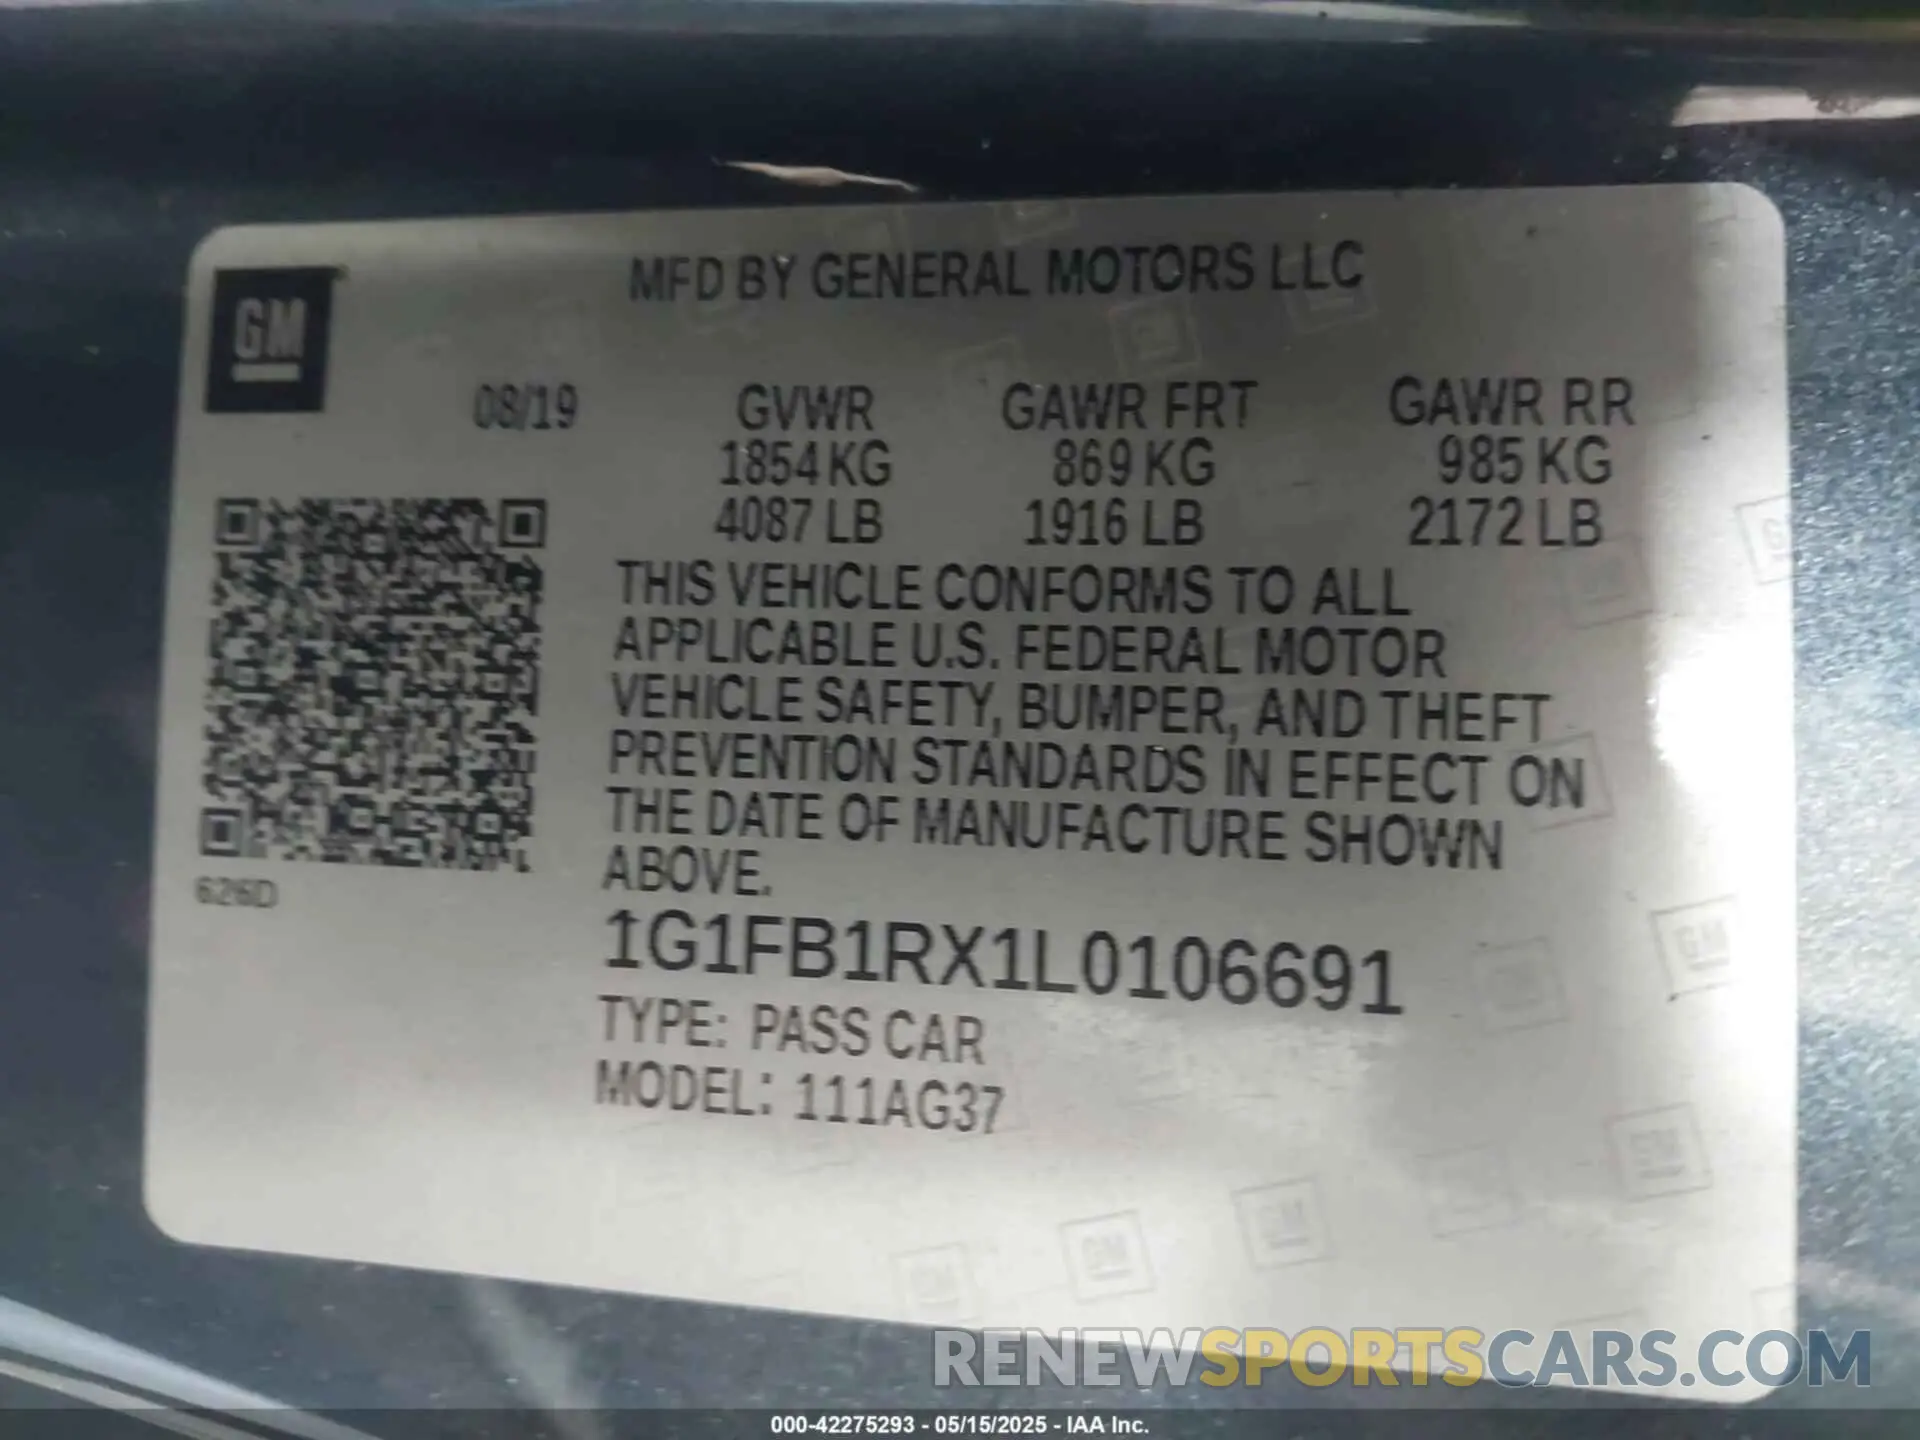 MFD BY GENERAL MOTORS LLC
GM
08/19 GVWR GAWR FRT GAWR RR
1854 KG 869 KG 985 KG
4087 LB 1916 LB 2172 LB
THIS VEHICLE CONFORMS TO ALL
APPLICABLE U.S. FEDERAL MOTOR
VEHICLE SAFETY, BUMPER, AND THEFT
PREVENTION STANDARDS IN EFFECT ON
THE DATE OF MANUFACTURE SHOWN
ABOVE.
626D
1G1FB1RX1L0106691
TYPE: PASS CAR
MODEL: 111AG37
RENEWSPORTSCARS.COM
000-42275293 - 05/15/2025 - IAA Inc.